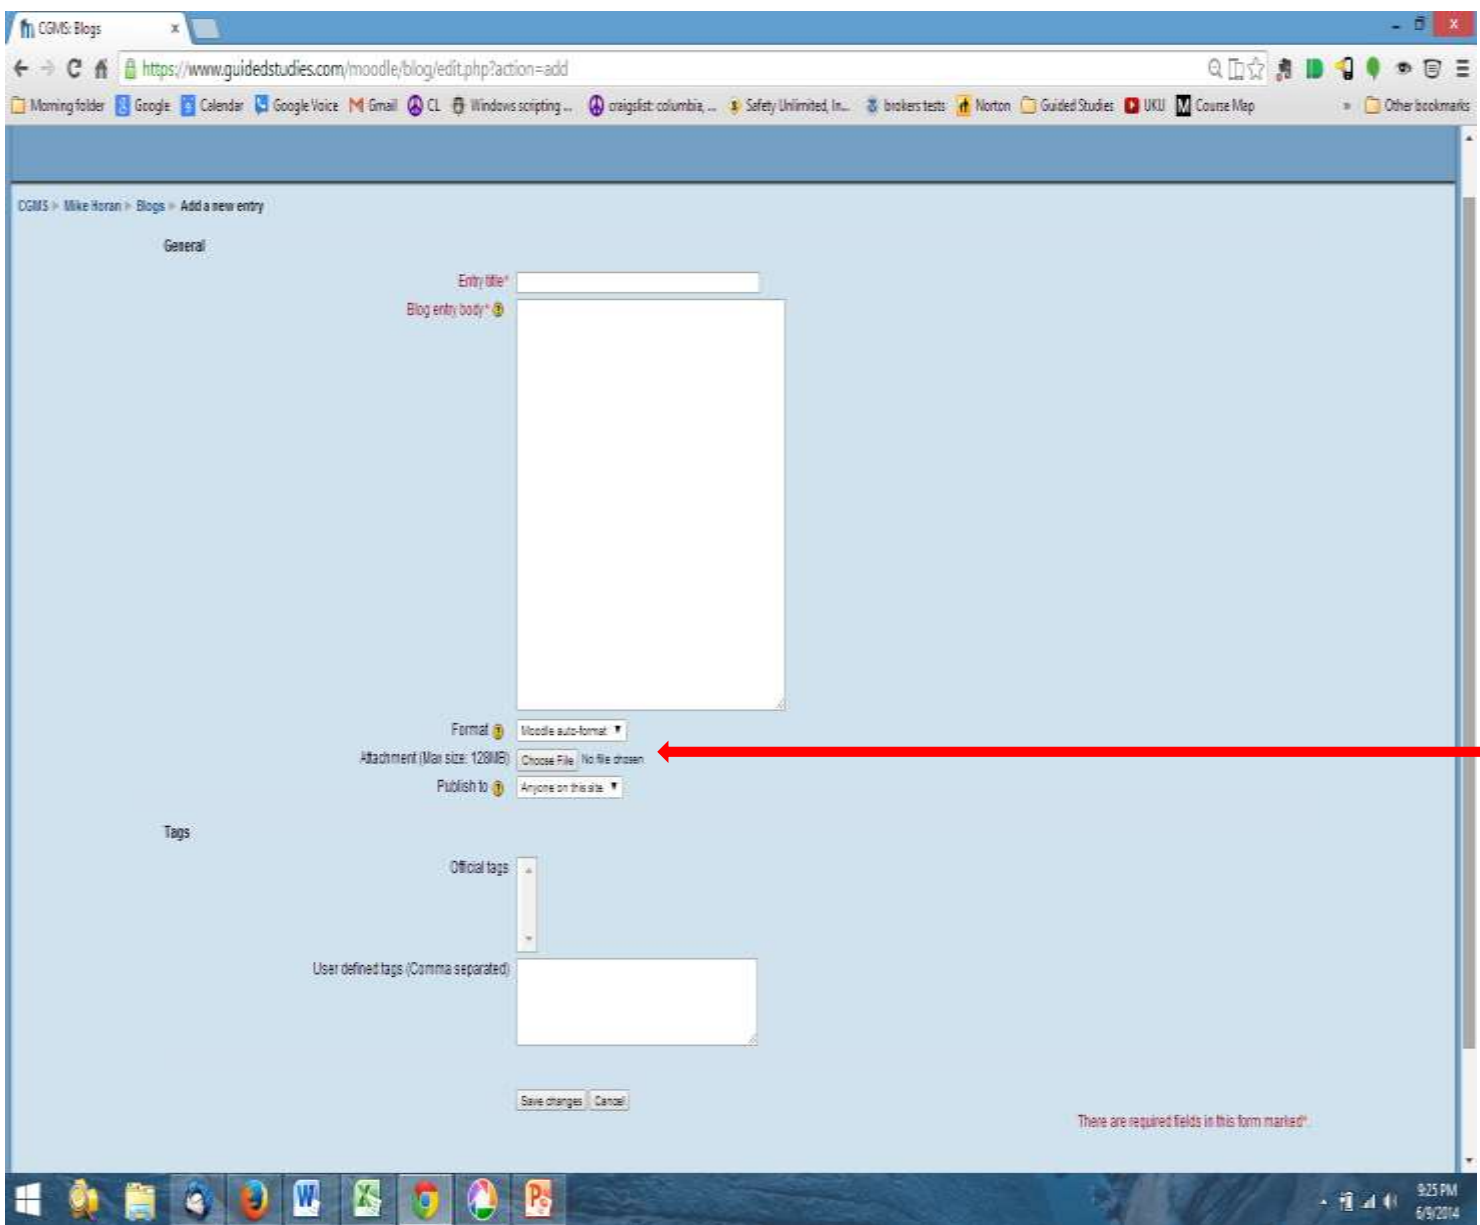 CGMS: Blogs
https://www.guidedstudies.com/moodle/blog/edit.php?action=add
Morning folder Google Calendar Google Voice Gmail CL Windows scripting ... craigslist: columbia, ... Safety Unlimited, In... brokers tests Norton Guided Studies UKU Course Map » Other bookmarks
CGMS ► Mike Horan ► Blogs ► Add a new entry
General
Entry title*
Blog entry body*
Format Moodle auto-format
Attachment (Max size: 128MB) Choose File No file chosen
Publish to Anyone on this site
Tags
Official tags
User defined tags (Comma separated)
Save changes Cancel
There are required fields in this form marked*.
9:25 PM
6/9/2014